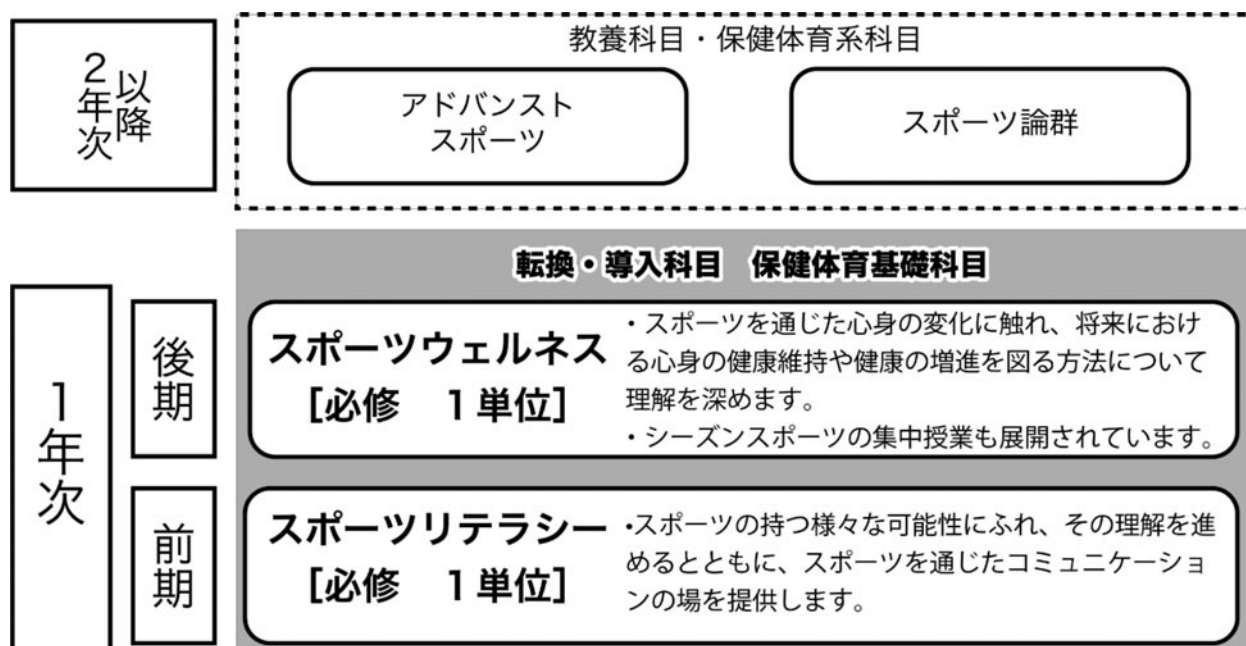 ２年次
以降
教養科目・保健体育系科目
アドバンスト
スポーツ
スポーツ論群
転換・導入科目　保健体育基礎科目
１年次
後期
スポーツウェルネス
［必修　１単位］
・スポーツを通じた心身の変化に触れ、将来におけ
る心身の健康維持や健康の増進を図る方法について
理解を深めます。
・シーズンスポーツの集中授業も展開されています。
前期
スポーツリテラシー
［必修　１単位］
・スポーツの持つ様々な可能性にふれ、その理解を進
めるとともに、スポーツを通じたコミュニケーショ
ンの場を提供します。